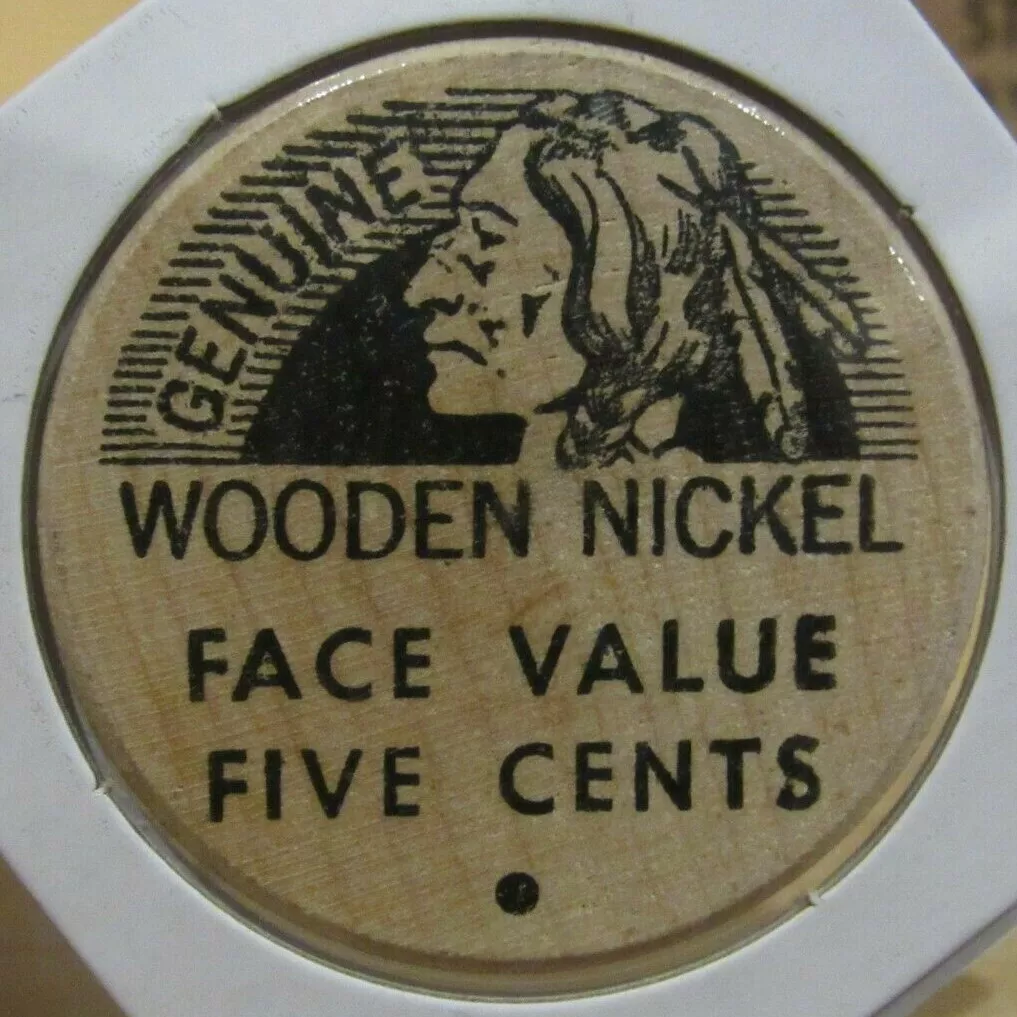 GENUINE
WOODEN NICKEL
FACE VALUE
FIVE CENTS